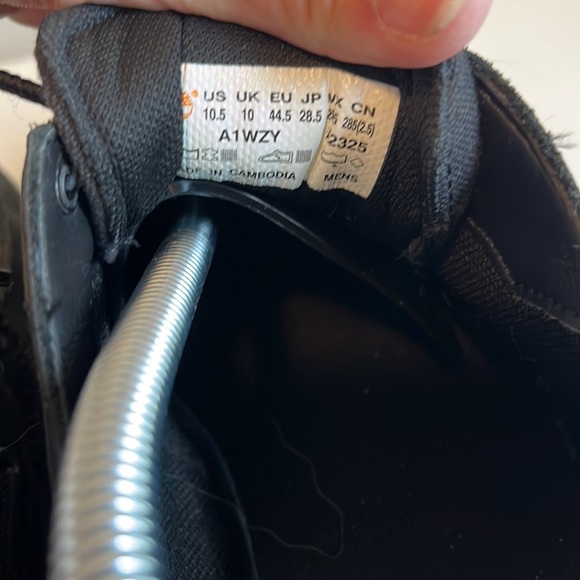 US UK EU JP CN
10.5 10 44.5 28.5 285(2.5)
A1WZY 2325
IN CAMBODIA MENS